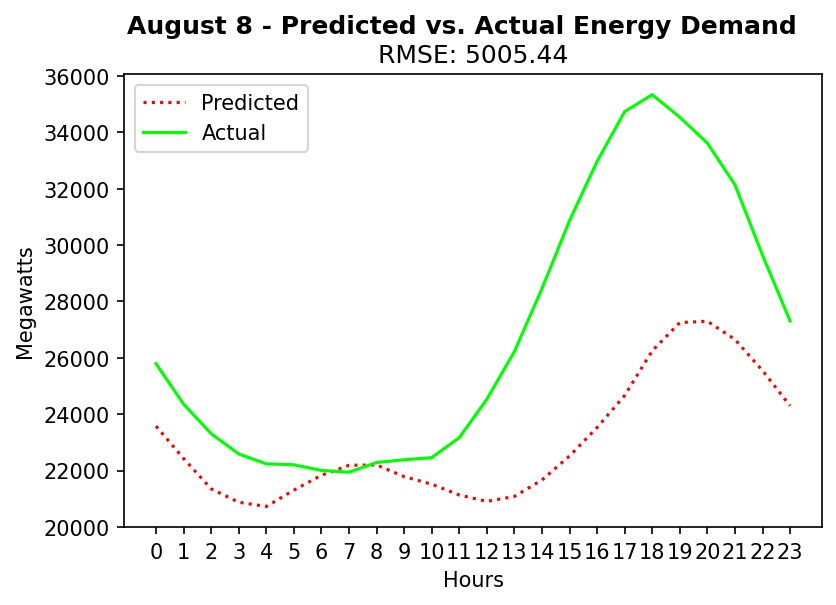 August 8 - Predicted vs. Actual Energy Demand
RMSE: 5005.44
Predicted
Actual
36000
34000
32000
30000
28000
26000
24000
22000
20000
Megawatts
0 1 2 3 4 5 6 7 8 9 10 11 12 13 14 15 16 17 18 19 20 21 22 23
Hours